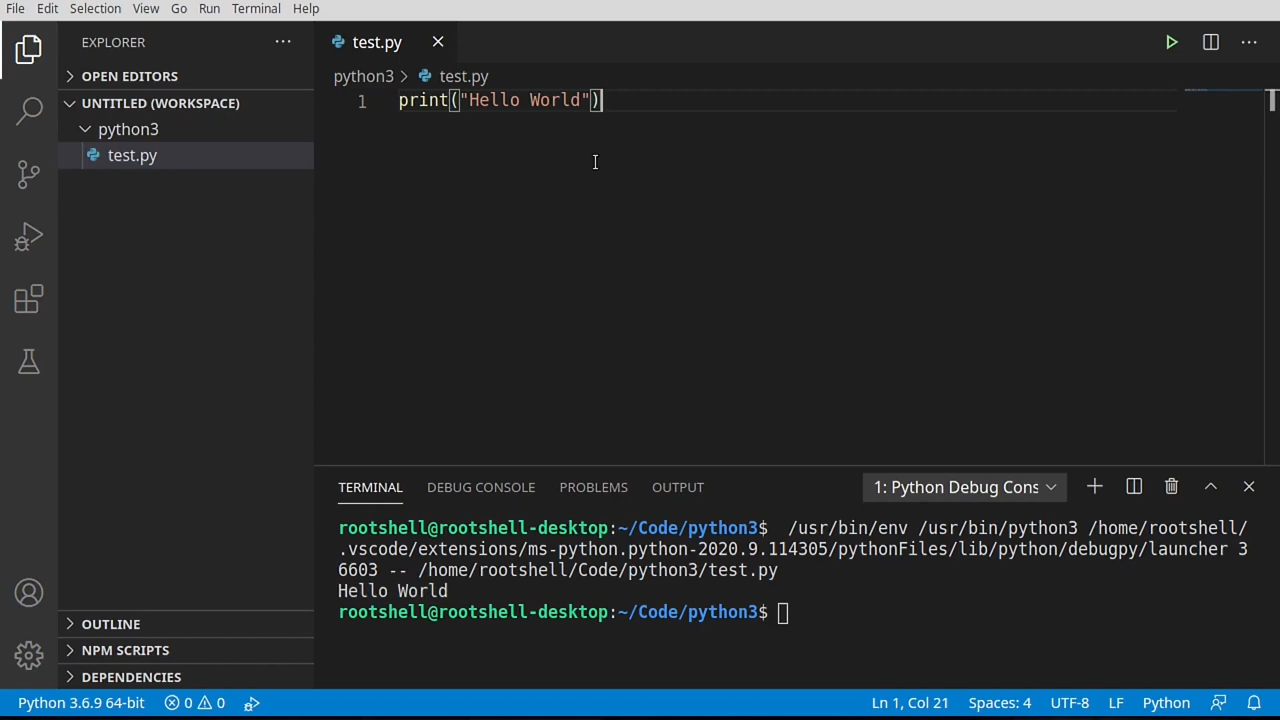 File Edit Selection View Go Run Terminal Help
EXPLORER
OPEN EDITORS
UNTITLED (WORKSPACE)
python3
test.py
OUTLINE
NPM SCRIPTS
DEPENDENCIES
test.py
python3 > test.py
1 print("Hello World")
TERMINAL DEBUG CONSOLE PROBLEMS OUTPUT 1: Python Debug Cons
rootshell@rootshell-desktop:~/Code/python3$  /usr/bin/env /usr/bin/python3 /home/rootshell/
.vscode/extensions/ms-python.python-2020.9.114305/pythonFiles/lib/python/debugpy/launcher 3
6603 -- /home/rootshell/Code/python3/test.py
Hello World
rootshell@rootshell-desktop:~/Code/python3$
Python 3.6.9 64-bit 0 0 Ln 1, Col 21 Spaces: 4 UTF-8 LF Python